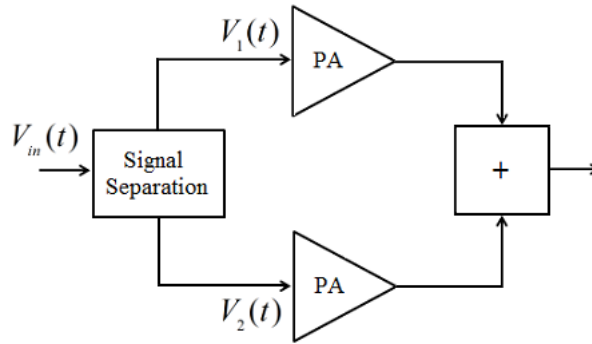 V₁(t)
PA
V_in(t)
Signal
Separation
+
PA
V₂(t)